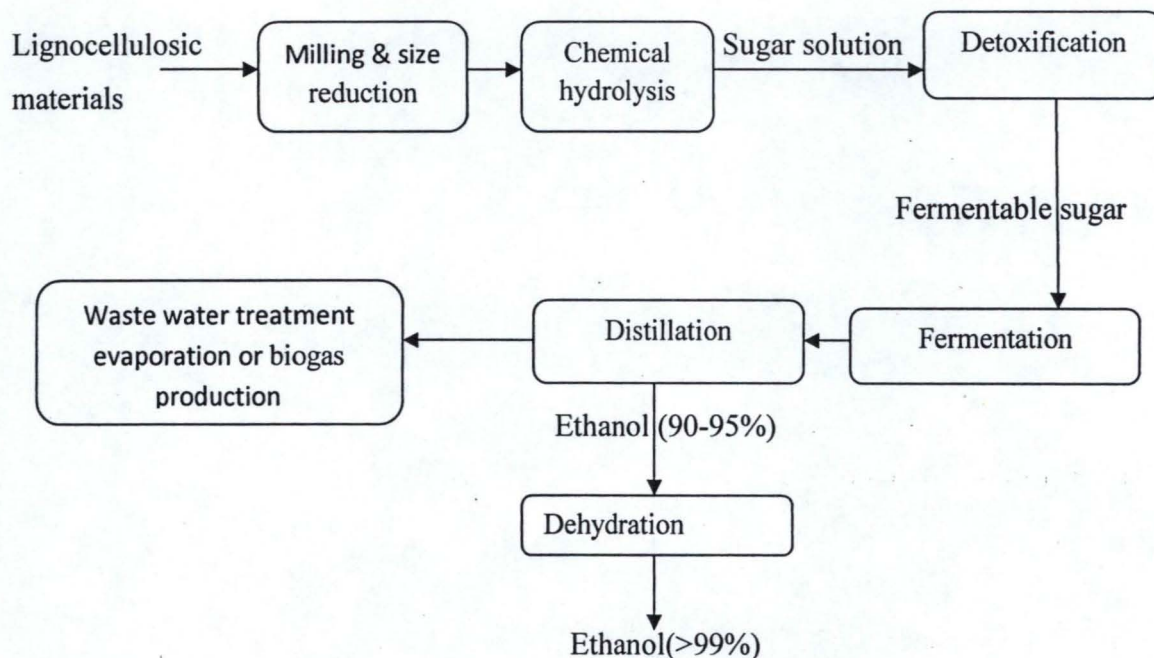 Lignocellulosic
materials
Milling & size
reduction
Chemical
hydrolysis
Sugar solution
Detoxification
Fermentable sugar
Fermentation
Distillation
Waste water treatment
evaporation or biogas
production
Ethanol (90-95%)
Dehydration
Ethanol(>99%)